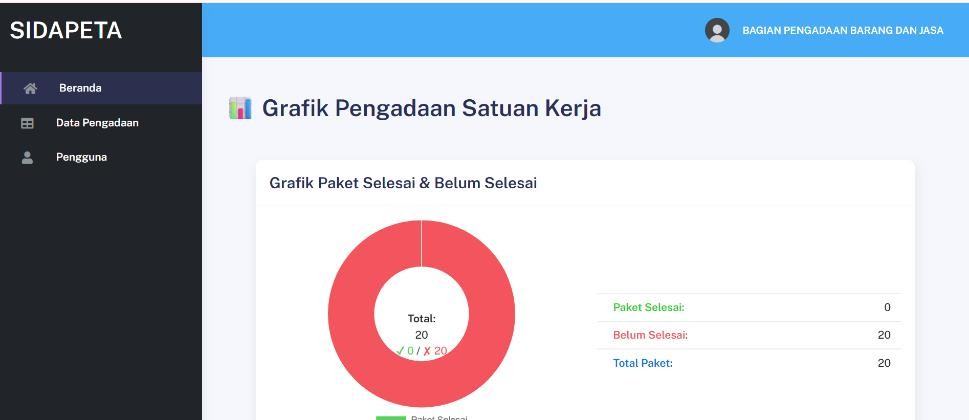 SIDAPETA
BAGIAN PENGADAAN BARANG DAN JASA
Beranda
Data Pengadaan
Pengguna
Grafik Pengadaan Satuan Kerja
Grafik Paket Selesai & Belum Selesai
Total:
20
✓ 0 / ✗ 20
Paket Selesai
Paket Selesai: 0
Belum Selesai: 20
Total Paket: 20